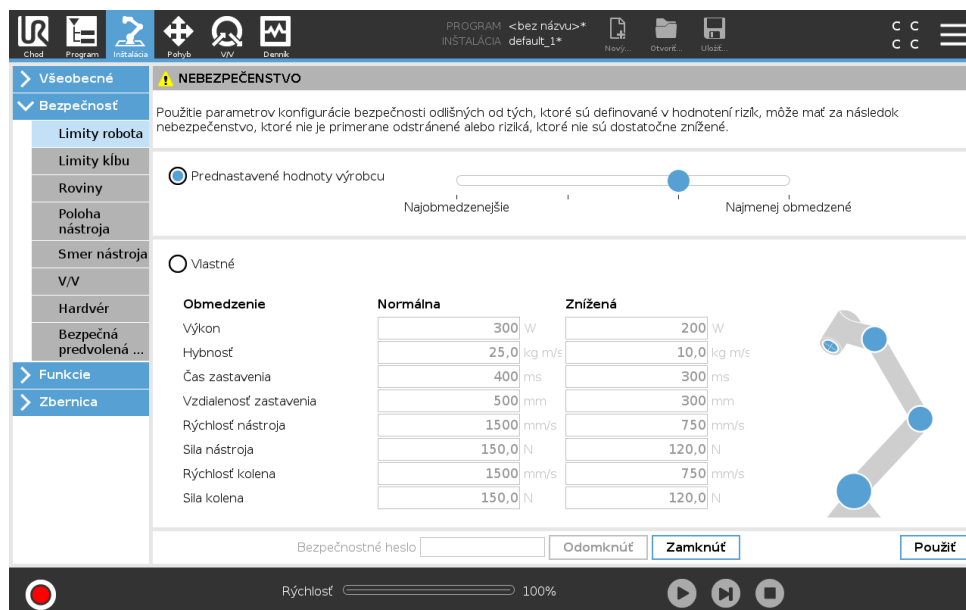 PROGRAM <bez názvu>*
INŠTALÁCIA default_1*
Chod Program Inštalácia Pohyb V/V Denník Nový... Otvoriť... Uložiť...
C C
C C
Všeobecné
Bezpečnosť
Limity robota
Limity kĺbu
Roviny
Poloha
nástroja
Smer nástroja
V/V
Hardvér
Bezpečná
predvolená ...
Funkcie
Zbernica
NEBEZPEČENSTVO
Použitie parametrov konfigurácie bezpečnosti odlišných od tých, ktoré sú definované v hodnotení rizík, môže mať za následok
nebezpečenstvo, ktoré nie je primerane odstránené alebo riziká, ktoré nie sú dostatočne znížené.
Prednastavené hodnoty výrobcu
Najobmedzenejšie Najmenej obmedzené
Vlastné
Obmedzenie Normálna Znížená
Výkon 300 W 200 W
Hybnosť 25,0 kg m/s 10,0 kg m/s
Čas zastavenia 400 ms 300 ms
Vzdialenosť zastavenia 500 mm 300 mm
Rýchlosť nástroja 1500 mm/s 750 mm/s
Sila nástroja 150,0 N 120,0 N
Rýchlosť kolena 1500 mm/s 750 mm/s
Sila kolena 150,0 N 120,0 N
Bezpečnostné heslo Odomknúť Zamknúť Použiť
Rýchlosť 100%